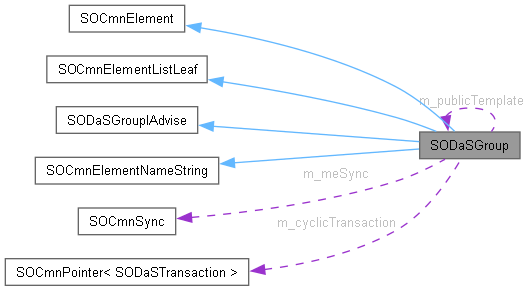 SOCmnElement
SOCmnElementListLeaf
m_publicTemplate
SODaSGroupIAdvise
SODaSGroup
SOCmnElementNameString
m_meSync
SOCmnSync
m_cyclicTransaction
SOCmnPointer< SODaSTransaction >